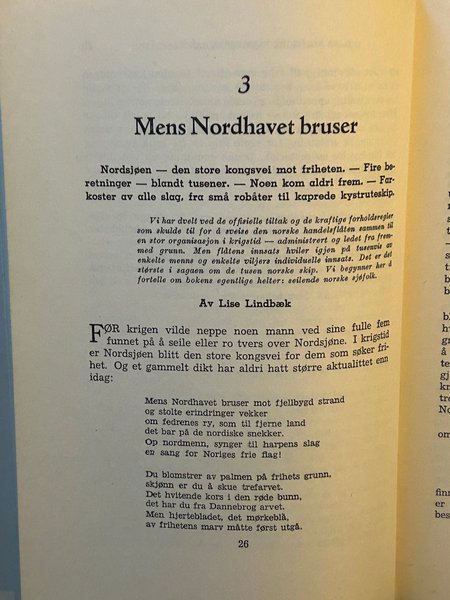 3
Mens Nordhavet bruser
Nordsjøen — den store kongsvei mot friheten. — Fire be-
retninger — blandt tusener. — Noen kom aldri frem. — Far-
koster av alle slag, fra små robåter til kaprede kystruteskip.
Vi har dvelt ved de offisielle tiltak og de kraftige forholdsregler
som skulde til for å sveise den norske handelsflåten sammen til
en stor organisasjon i krigstid — administrert og ledet fra frem-
med grunn. Men flåtens innsats hviler igjen på tusenvis av
enkelte menns og enkelte viljers individuelle innsats. Det er det
største i sagaen om de tusen norske skip. Vi begynner her å
fortelle om bokens egentlige helter: seilende norske sjøfolk.
Av Lise Lindbæk
FØR krigen vilde neppe noen mann ved sine fulle fem
funnet på å seile eller ro tvers over Nordsjøne. I krigstid
er Nordsjøen blitt den store kongsvei for dem som søker fri-
het. Og et gammelt dikt har aldri hatt større aktualittet enn
idag:
Mens Nordhavet bruser mot fjellbygd strand
og stolte erindringer vekker
om fedrenes ry, som til fjerne land
det bar på de nordiske snekker.
Op nordmenn, synger til harpens slag
en sang for Noriges frie flag!
Du blomstrer av palmen på frihets grunn,
skjønn er du å skue trefarvet.
Det hvitende kors i den røde bunn,
det har du fra Dannebrog arvet.
Men hjertebladet, det mørkeblå,
av frihetens marv måtte først utgå.
26